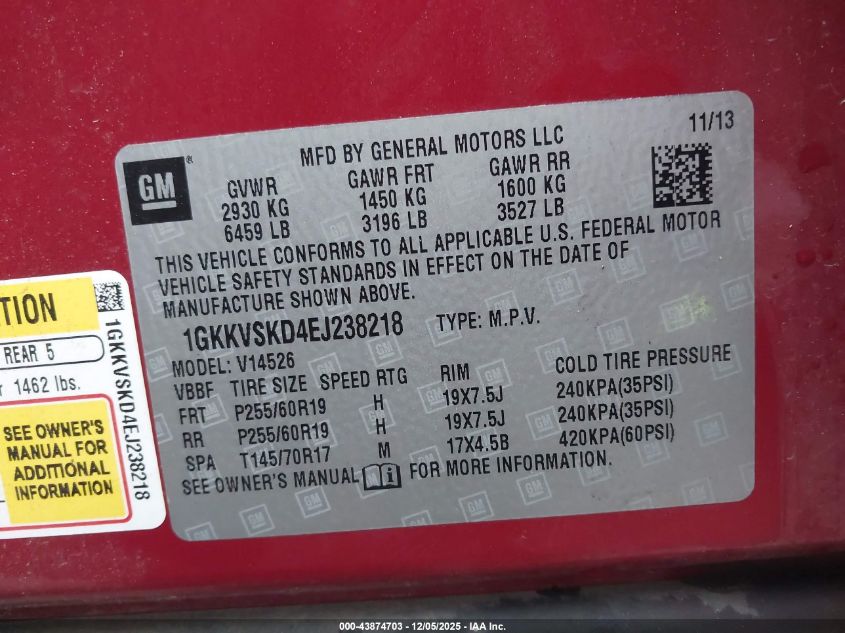 11/13
MFD BY GENERAL MOTORS LLC
GM®
GVWR GAWR FRT GAWR RR
2930 KG 1450 KG 1600 KG
6459 LB 3196 LB 3527 LB
THIS VEHICLE CONFORMS TO ALL APPLICABLE U.S. FEDERAL MOTOR
VEHICLE SAFETY STANDARDS IN EFFECT ON THE DATE OF
MANUFACTURE SHOWN ABOVE.
1GKKVSKD4EJ238218 TYPE: M.P.V.
MODEL: V14526
VBBF TIRE SIZE SPEED RTG RIM COLD TIRE PRESSURE
FRT P255/60R19 H 19X7.5J 240KPA(35PSI)
RR P255/60R19 H 19X7.5J 240KPA(35PSI)
SPA T145/70R17 M 17X4.5B 420KPA(60PSI)
SEE OWNER'S MANUAL FOR MORE INFORMATION.
REAR 5
1462 lbs.
SEE OWNER'S
MANUAL FOR
ADDITIONAL
INFORMATION
1GKKVSKD4EJ238218
000-43874703 - 12/05/2025 - IAA Inc.